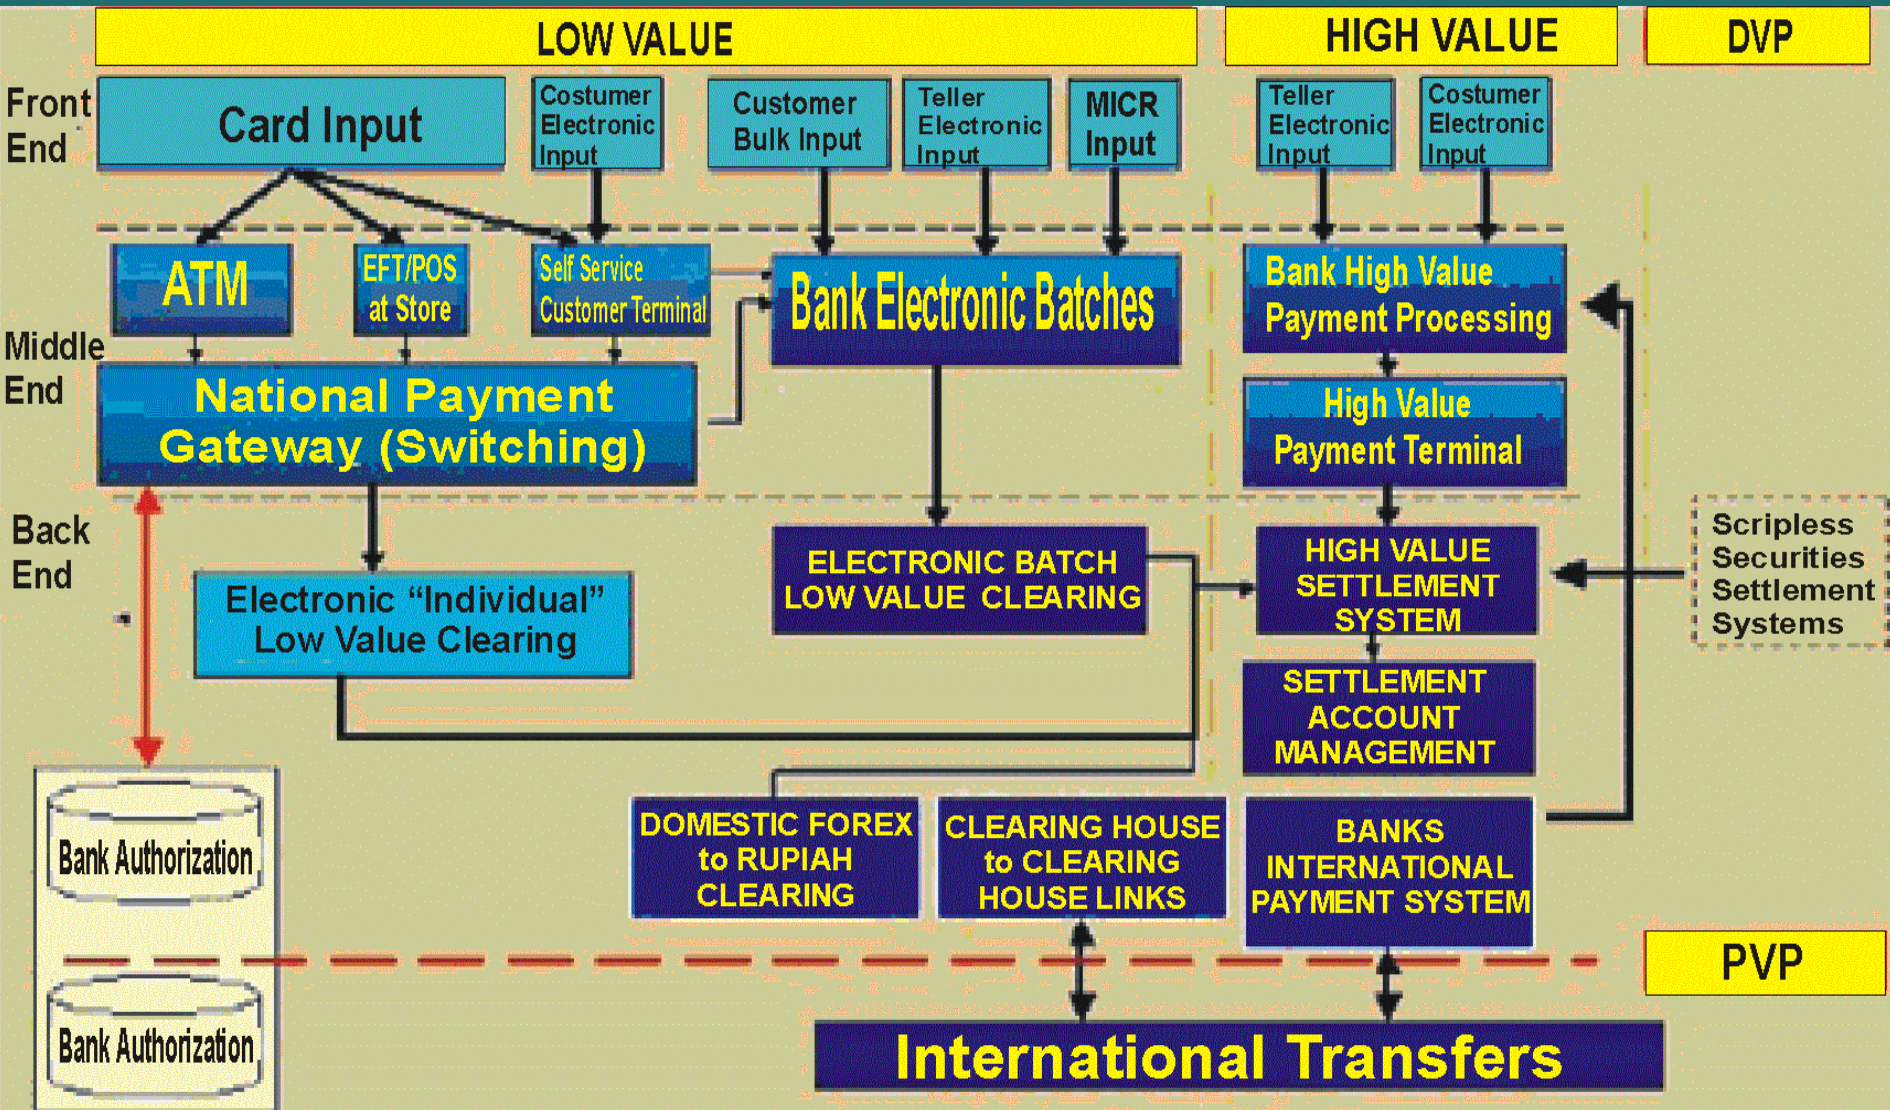 LOW VALUE
HIGH VALUE
DVP
Front
End
Card Input
Costumer
Electronic
Input
Customer
Bulk Input
Teller
Electronic
Input
MICR
Input
Teller
Electronic
Input
Costumer
Electronic
Input
ATM
EFT/POS
at Store
Self Service
Customer Terminal
Bank Electronic Batches
Bank High Value
Payment Processing
Middle
End
National Payment
Gateway (Switching)
High Value
Payment Terminal
Back
End
Electronic “Individual”
Low Value Clearing
ELECTRONIC BATCH
LOW VALUE CLEARING
HIGH VALUE
SETTLEMENT
SYSTEM
Scripless
Securities
Settlement
Systems
SETTLEMENT
ACCOUNT
MANAGEMENT
Bank Authorization
DOMESTIC FOREX
to RUPIAH
CLEARING
CLEARING HOUSE
to CLEARING
HOUSE LINKS
BANKS
INTERNATIONAL
PAYMENT SYSTEM
PVP
Bank Authorization
International Transfers